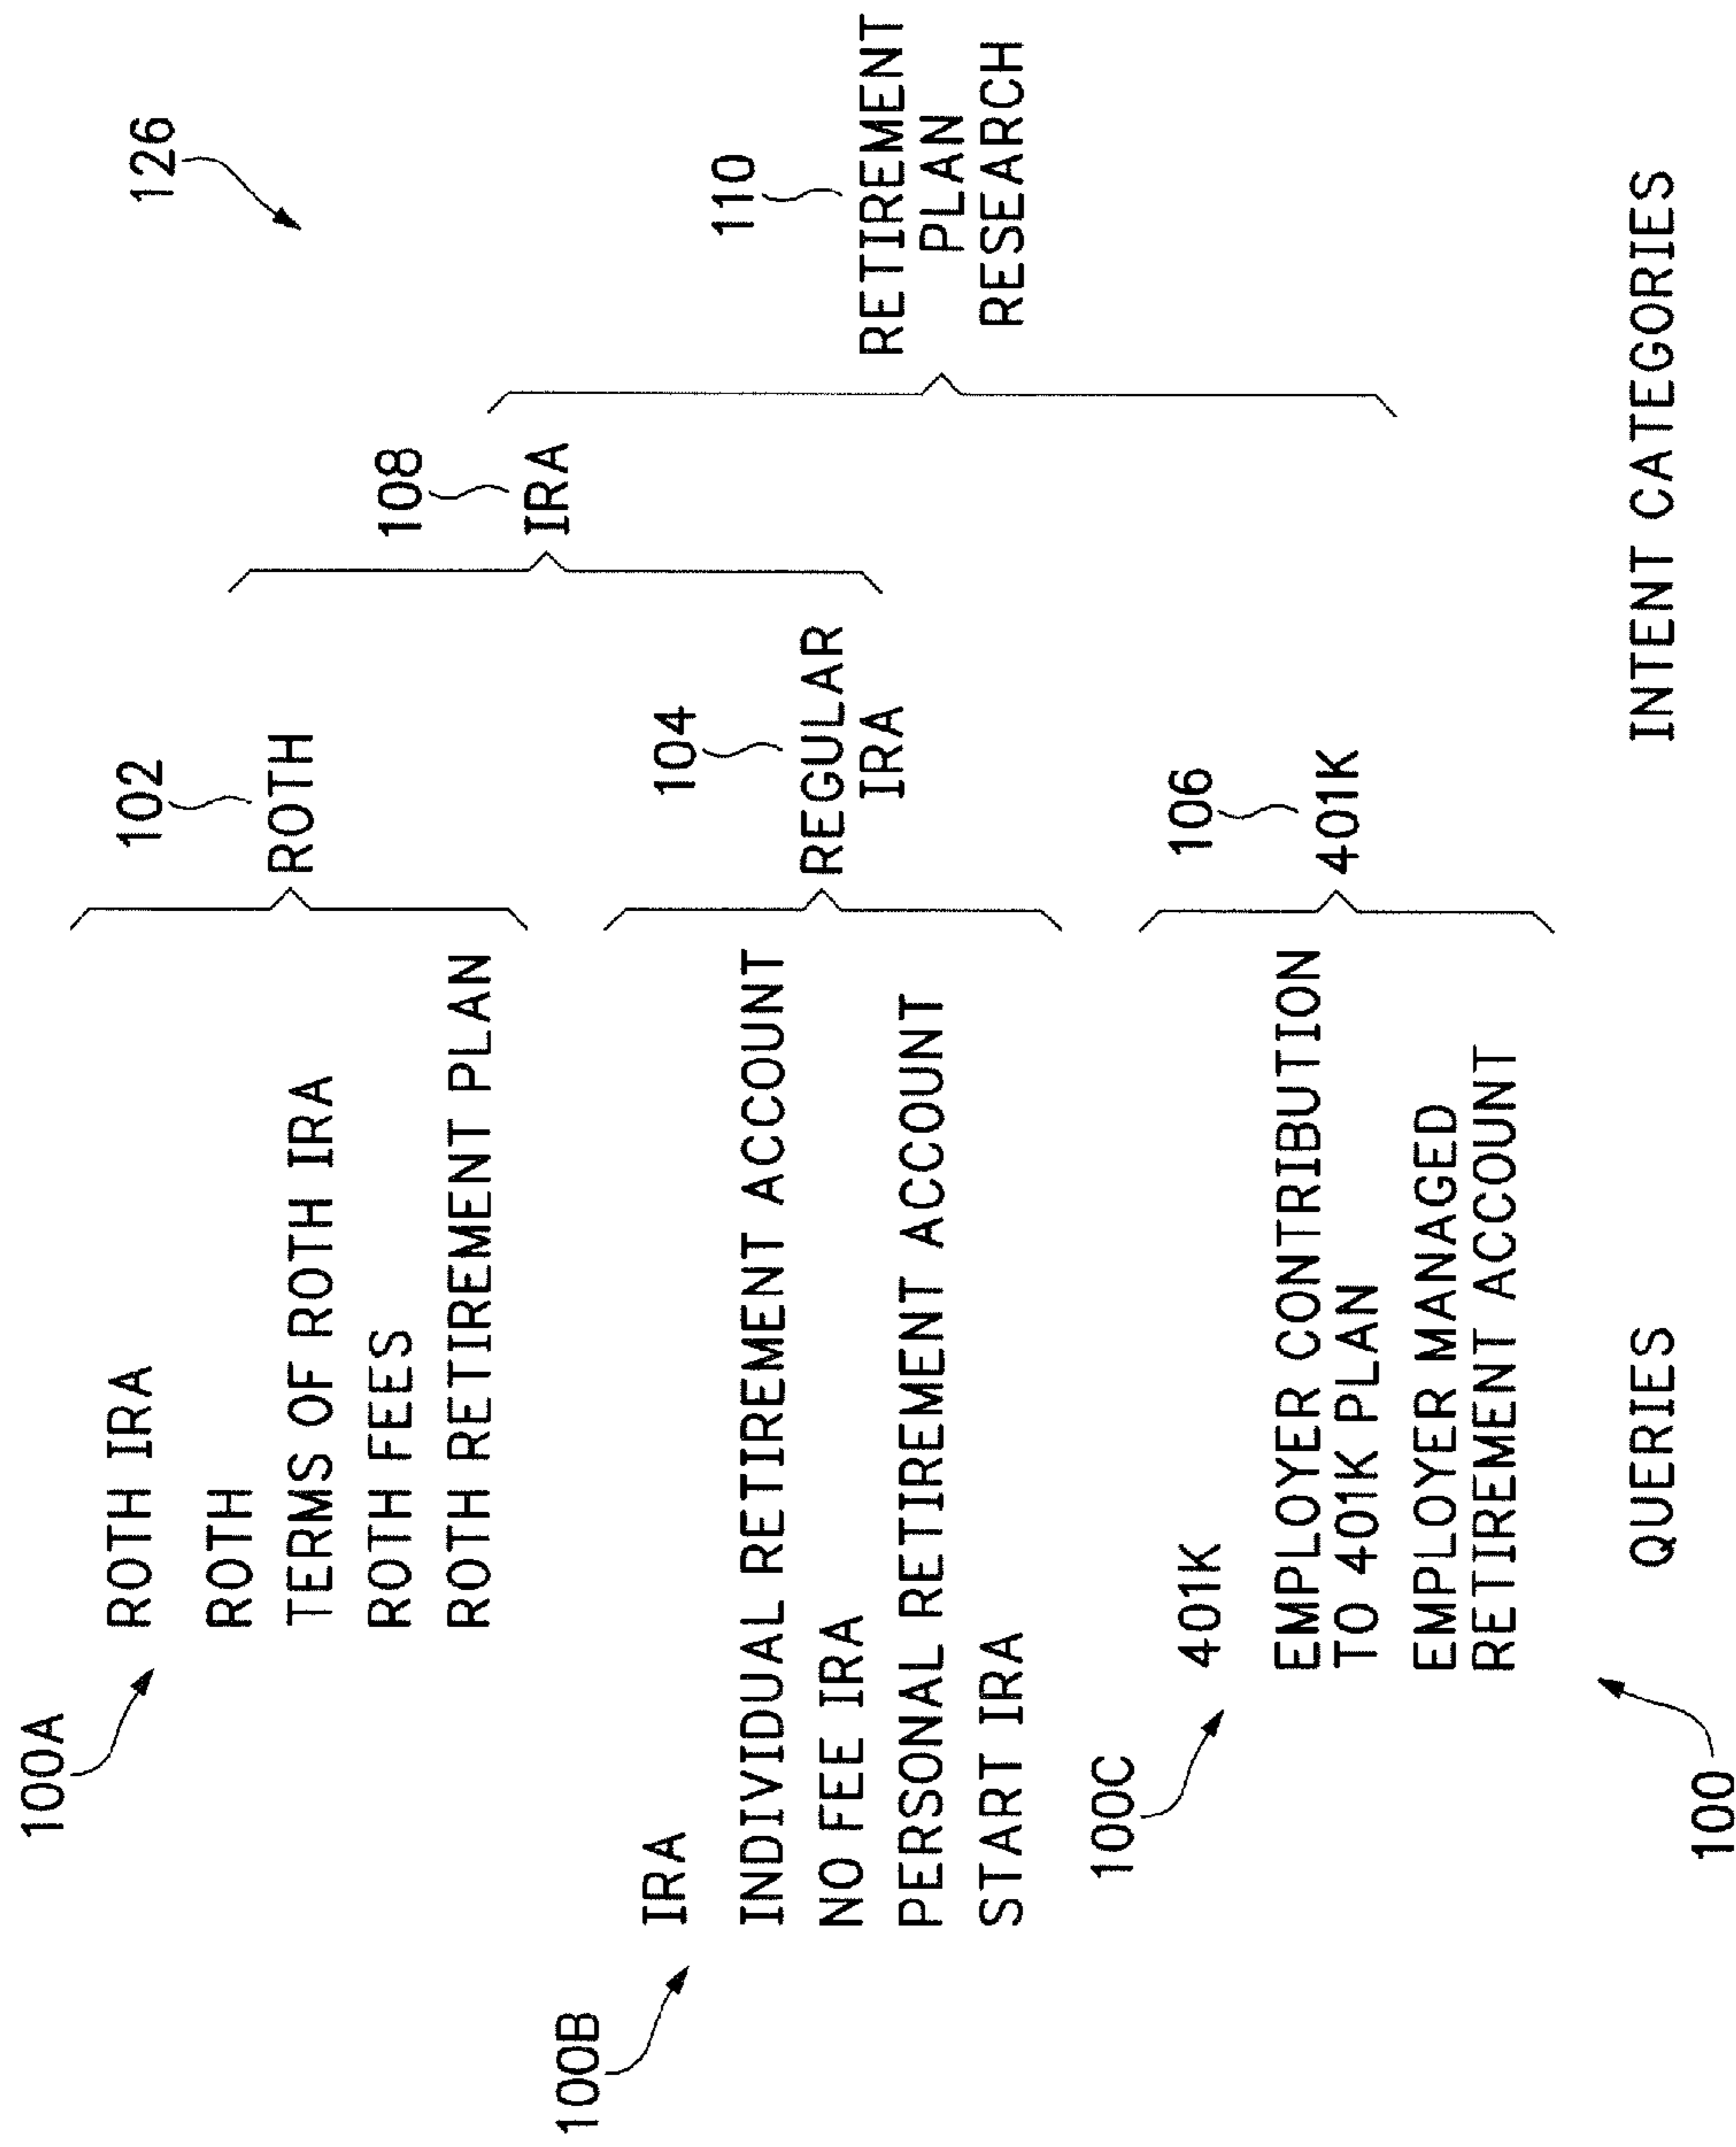 126
100A
ROTH IRA
ROTH
TERMS OF ROTH IRA
ROTH FEES
ROTH RETIREMENT PLAN
102
ROTH
108
IRA
100B
IRA
INDIVIDUAL RETIREMENT ACCOUNT
NO FEE IRA
PERSONAL RETIREMENT ACCOUNT
START IRA
104
REGULAR
IRA
110
RETIREMENT
PLAN
RESEARCH
100C
401K
EMPLOYER CONTRIBUTION
TO 401K PLAN
EMPLOYER MANAGED
RETIREMENT ACCOUNT
106
401K
100
QUERIES
INTENT CATEGORIES